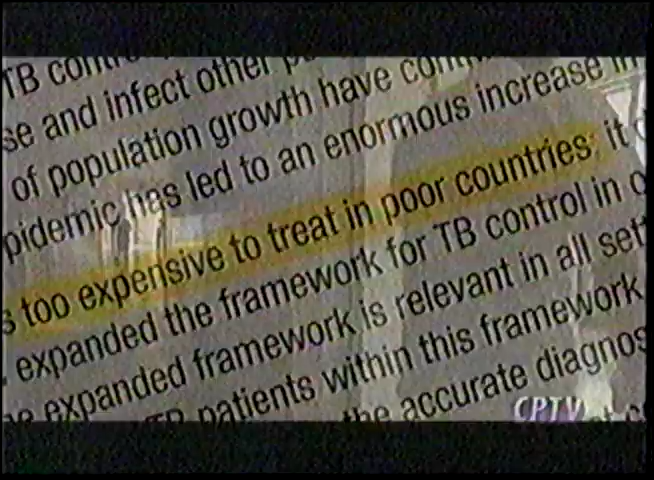 TB
se and infect other
of population growth have
pidemic has led to an enormous increase in
s too expensive to treat in poor countries; it
expanded the framework for TB control in
expanded framework is relevant in all set
TB patients within this framework
the accurate diagnos
CPTV